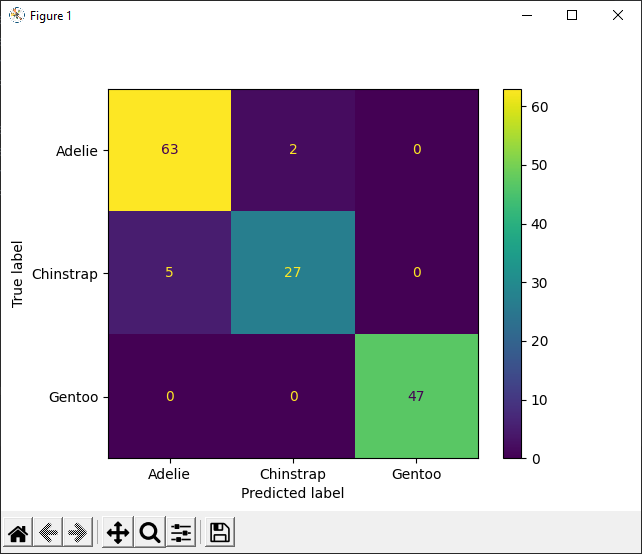 Figure 1
60
Adelie 63 2 0
50
40
True label
Chinstrap 5 27 0
30
20
Gentoo 0 0 47
10
0
Adelie Chinstrap Gentoo
Predicted label